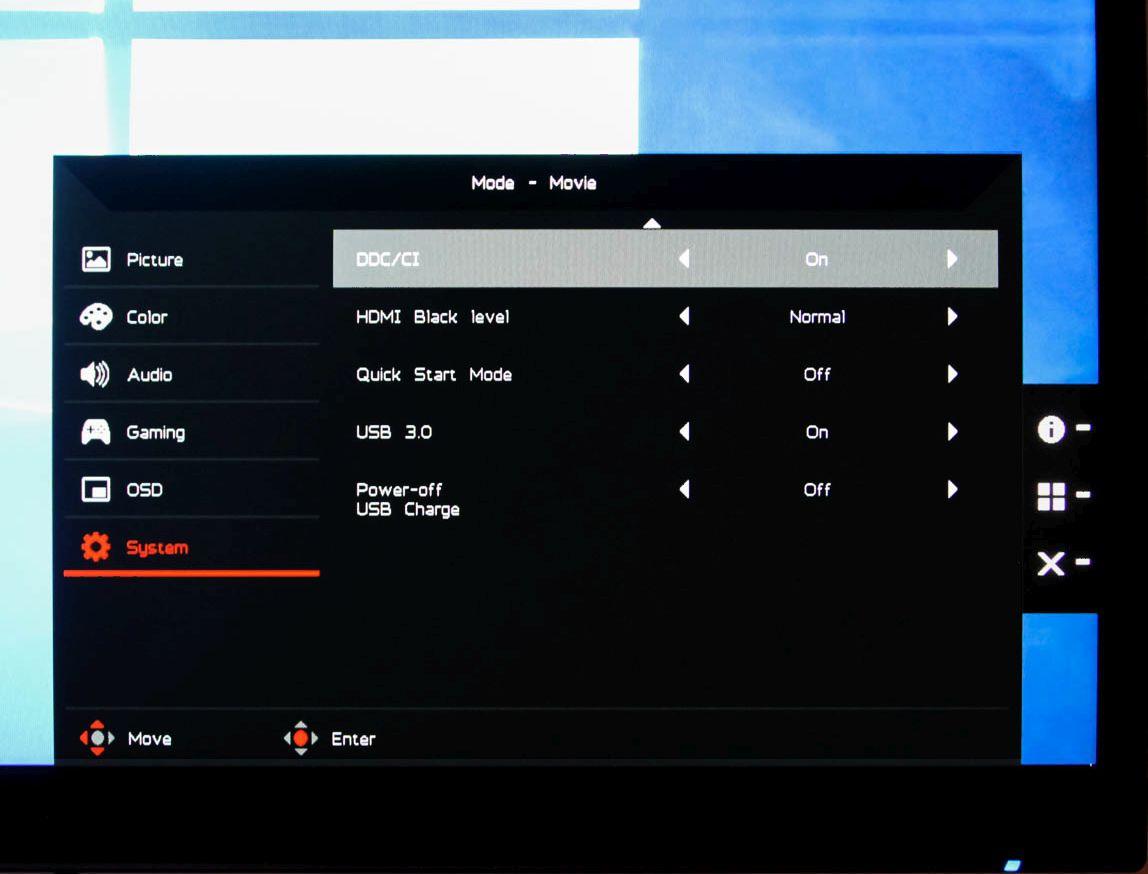 Mode - Movie
Picture
Color
Audio
Gaming
OSD
System
DDC/CI On
HDMI Black level Normal
Quick Start Mode Off
USB 3.0 On
Power-off Off
USB Charge
Move Enter